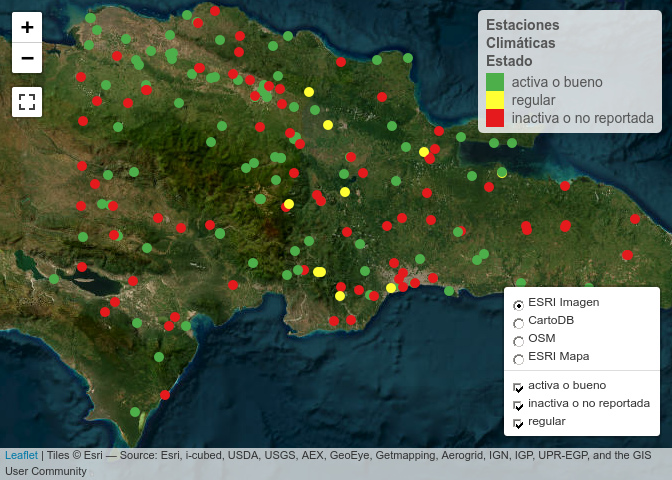 +
−
Estaciones
Climáticas
Estado
activa o bueno
regular
inactiva o no reportada
ESRI Imagen
CartoDB
OSM
ESRI Mapa
activa o bueno
inactiva o no reportada
regular
Leaflet | Tiles © Esri — Source: Esri, i-cubed, USDA, USGS, AEX, GeoEye, Getmapping, Aerogrid, IGN, IGP, UPR-EGP, and the GIS
User Community